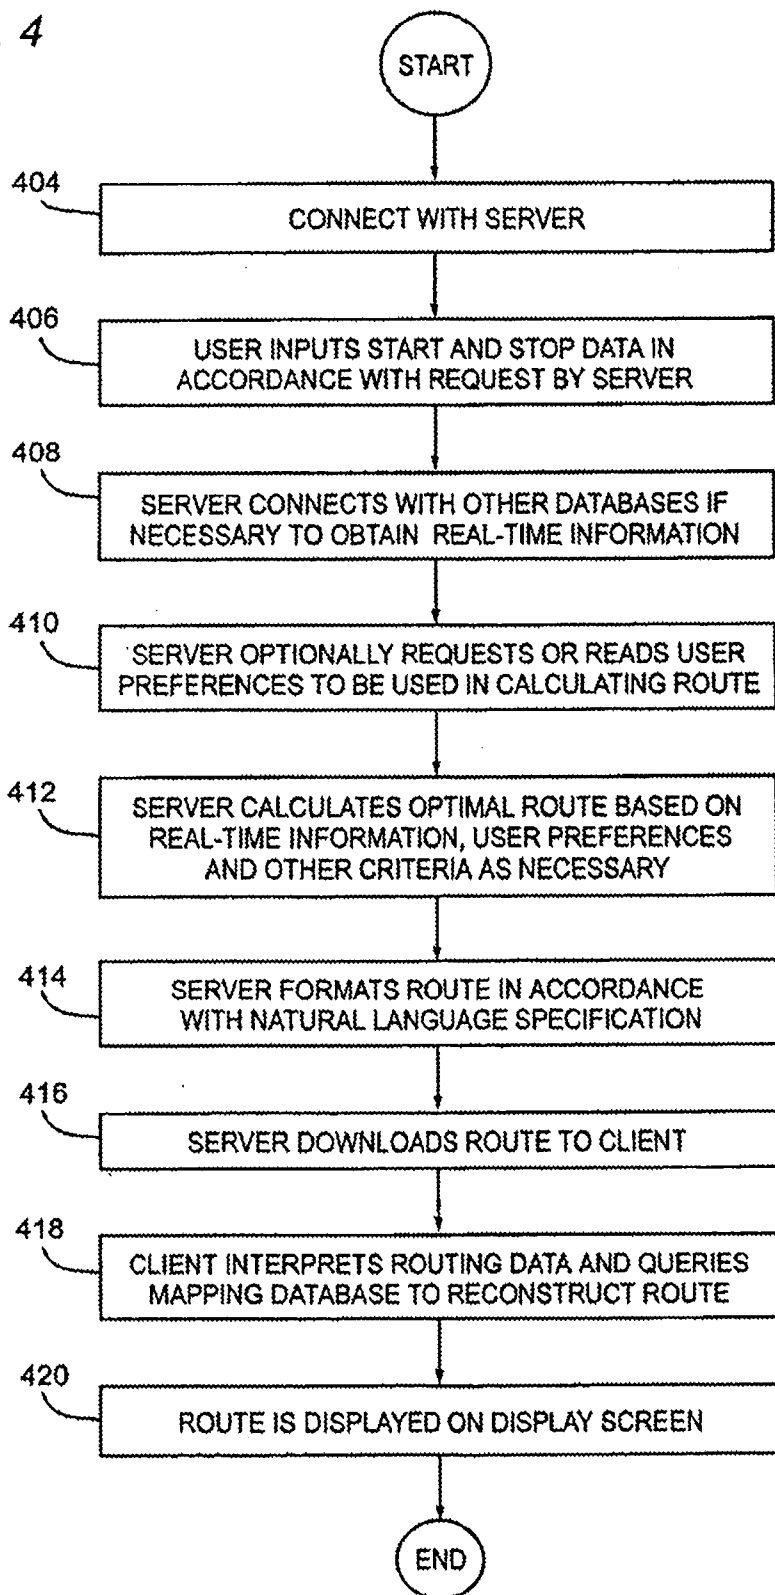 4
START
404
CONNECT WITH SERVER
406
USER INPUTS START AND STOP DATA IN
ACCORDANCE WITH REQUEST BY SERVER
408
SERVER CONNECTS WITH OTHER DATABASES IF
NECESSARY TO OBTAIN REAL-TIME INFORMATION
410
SERVER OPTIONALLY REQUESTS OR READS USER
PREFERENCES TO BE USED IN CALCULATING ROUTE
412
SERVER CALCULATES OPTIMAL ROUTE BASED ON
REAL-TIME INFORMATION, USER PREFERENCES
AND OTHER CRITERIA AS NECESSARY
414
SERVER FORMATS ROUTE IN ACCORDANCE
WITH NATURAL LANGUAGE SPECIFICATION
416
SERVER DOWNLOADS ROUTE TO CLIENT
418
CLIENT INTERPRETS ROUTING DATA AND QUERIES
MAPPING DATABASE TO RECONSTRUCT ROUTE
420
ROUTE IS DISPLAYED ON DISPLAY SCREEN
END